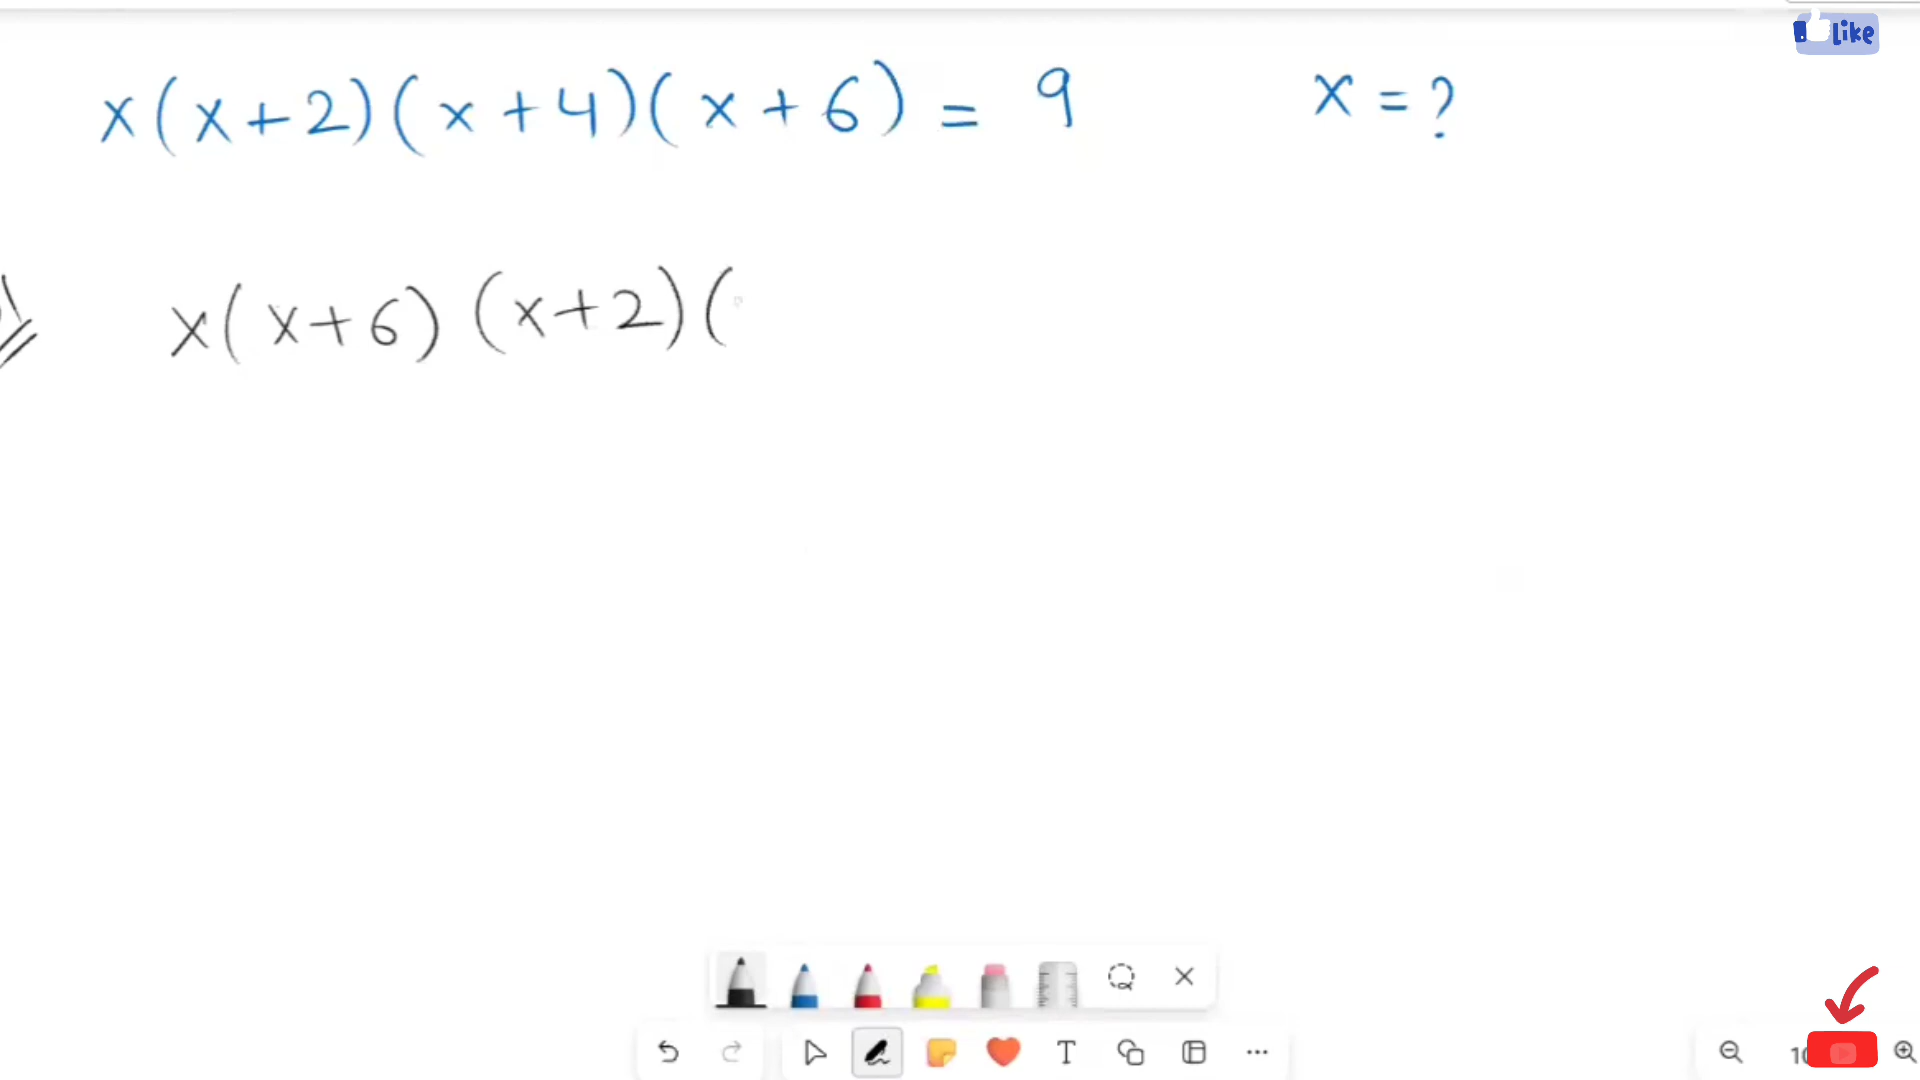 Like
x(x+2)(x+4)(x+6) = 9 x = ?
x(x+6) (x+2)(
T